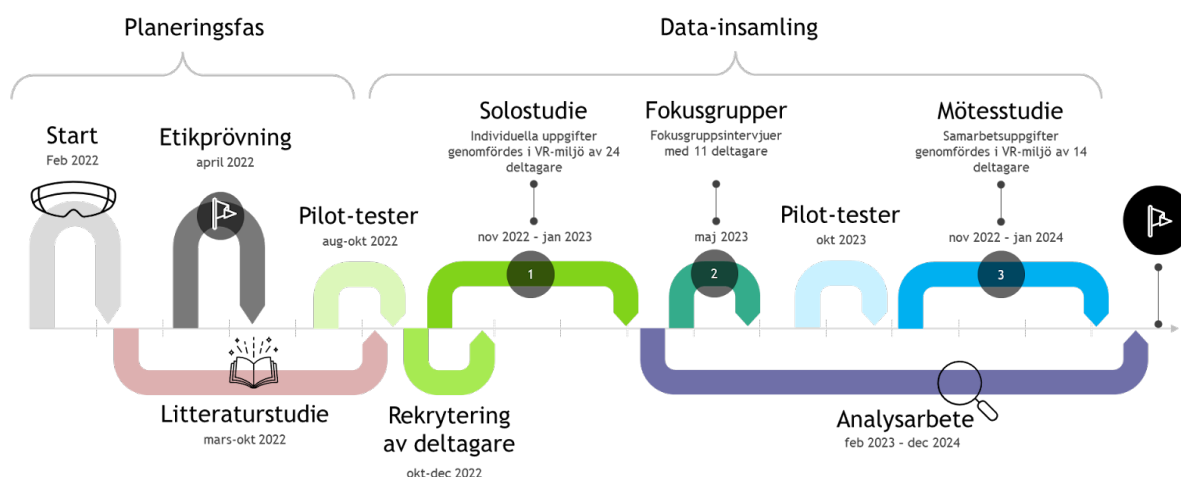 Planeringsfas
Data-insamling
Start
Feb 2022
Etikprövning
april 2022
Pilot-tester
aug-okt 2022
Solostudie
Individuella uppgifter
genomfördes i VR-miljö av 24
deltagare
nov 2022 – jan 2023
1
Fokusgrupper
Fokusgruppsintervjuer
med 11 deltagare
maj 2023
2
Pilot-tester
okt 2023
Mötesstudie
Samarbetsuppgifter
genomfördes i VR-miljö av 14
deltagare
nov 2022 – jan 2024
3
Litteraturstudie
mars-okt 2022
Rekrytering
av deltagare
okt-dec 2022
Analysarbete
feb 2023 – dec 2024